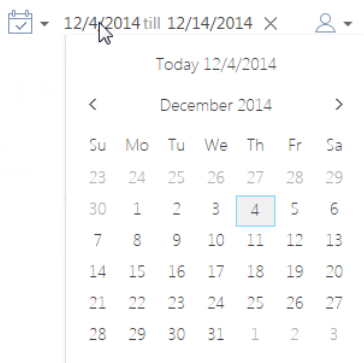 12/4/2014 till 12/14/2014
Today 12/4/2014
December 2014
Su Mo Tu We Th Fr Sa
23 24 25 26 27 28 29
30 1 2 3 4 5 6
7 8 9 10 11 12 13
14 15 16 17 18 19 20
21 22 23 24 25 26 27
28 29 30 31 1 2 3